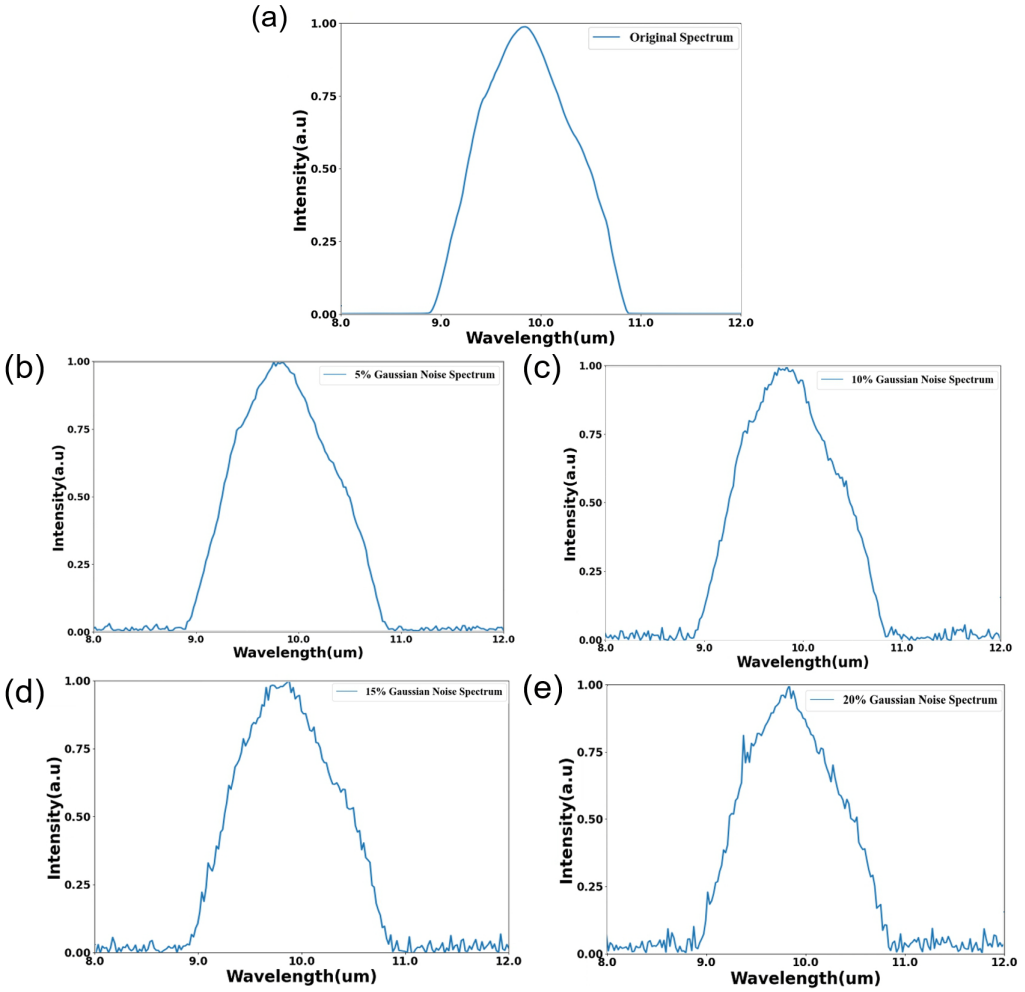 (a)
1.00
0.75
0.50
0.25
0.00
Intensity(a.u)
Original Spectrum
8.0 9.0 10.0 11.0 12.0
Wavelength(um)
(b)
1.00
0.75
0.50
0.25
0.00
Intensity(a.u)
5% Gaussian Noise Spectrum
8.0 9.0 10.0 11.0 12.0
Wavelength(um)
(c)
1.00
0.75
0.50
0.25
0.00
Intensity(a.u)
10% Gaussian Noise Spectrum
8.0 9.0 10.0 11.0 12.0
Wavelength(um)
(d)
1.00
0.75
0.50
0.25
0.00
Intensity(a.u)
15% Gaussian Noise Spectrum
8.0 9.0 10.0 11.0 12.0
Wavelength(um)
(e)
1.00
0.75
0.50
0.25
0.00
Intensity(a.u)
20% Gaussian Noise Spectrum
8.0 9.0 10.0 11.0 12.0
Wavelength(um)